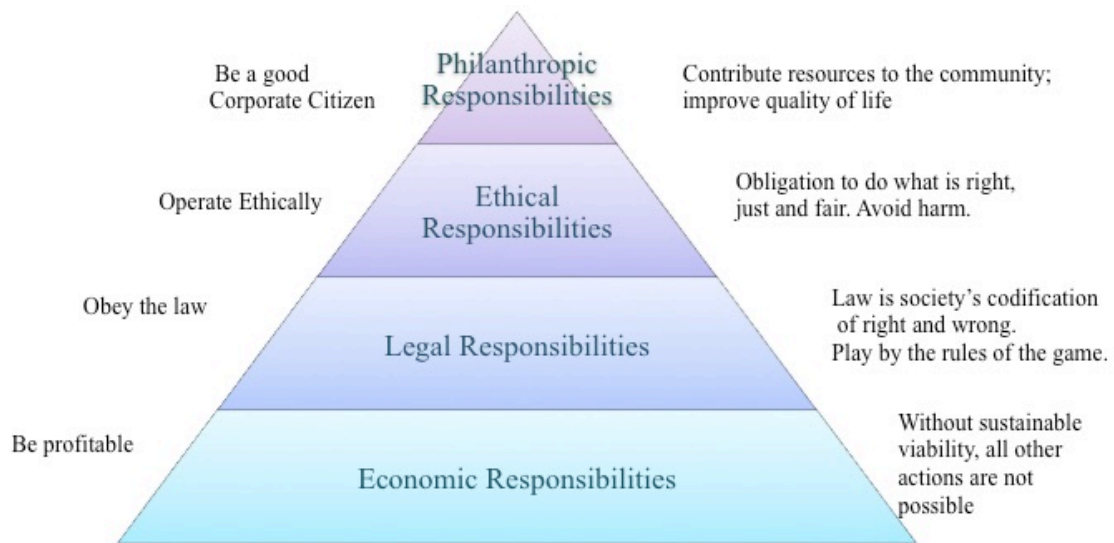 Be a good
Corporate Citizen
Philanthropic
Responsibilities
Contribute resources to the community;
improve quality of life
Operate Ethically
Ethical
Responsibilities
Obligation to do what is right,
just and fair. Avoid harm.
Obey the law
Legal Responsibilities
Law is society’s codification
of right and wrong.
Play by the rules of the game.
Be profitable
Economic Responsibilities
Without sustainable
viability, all other
actions are not
possible